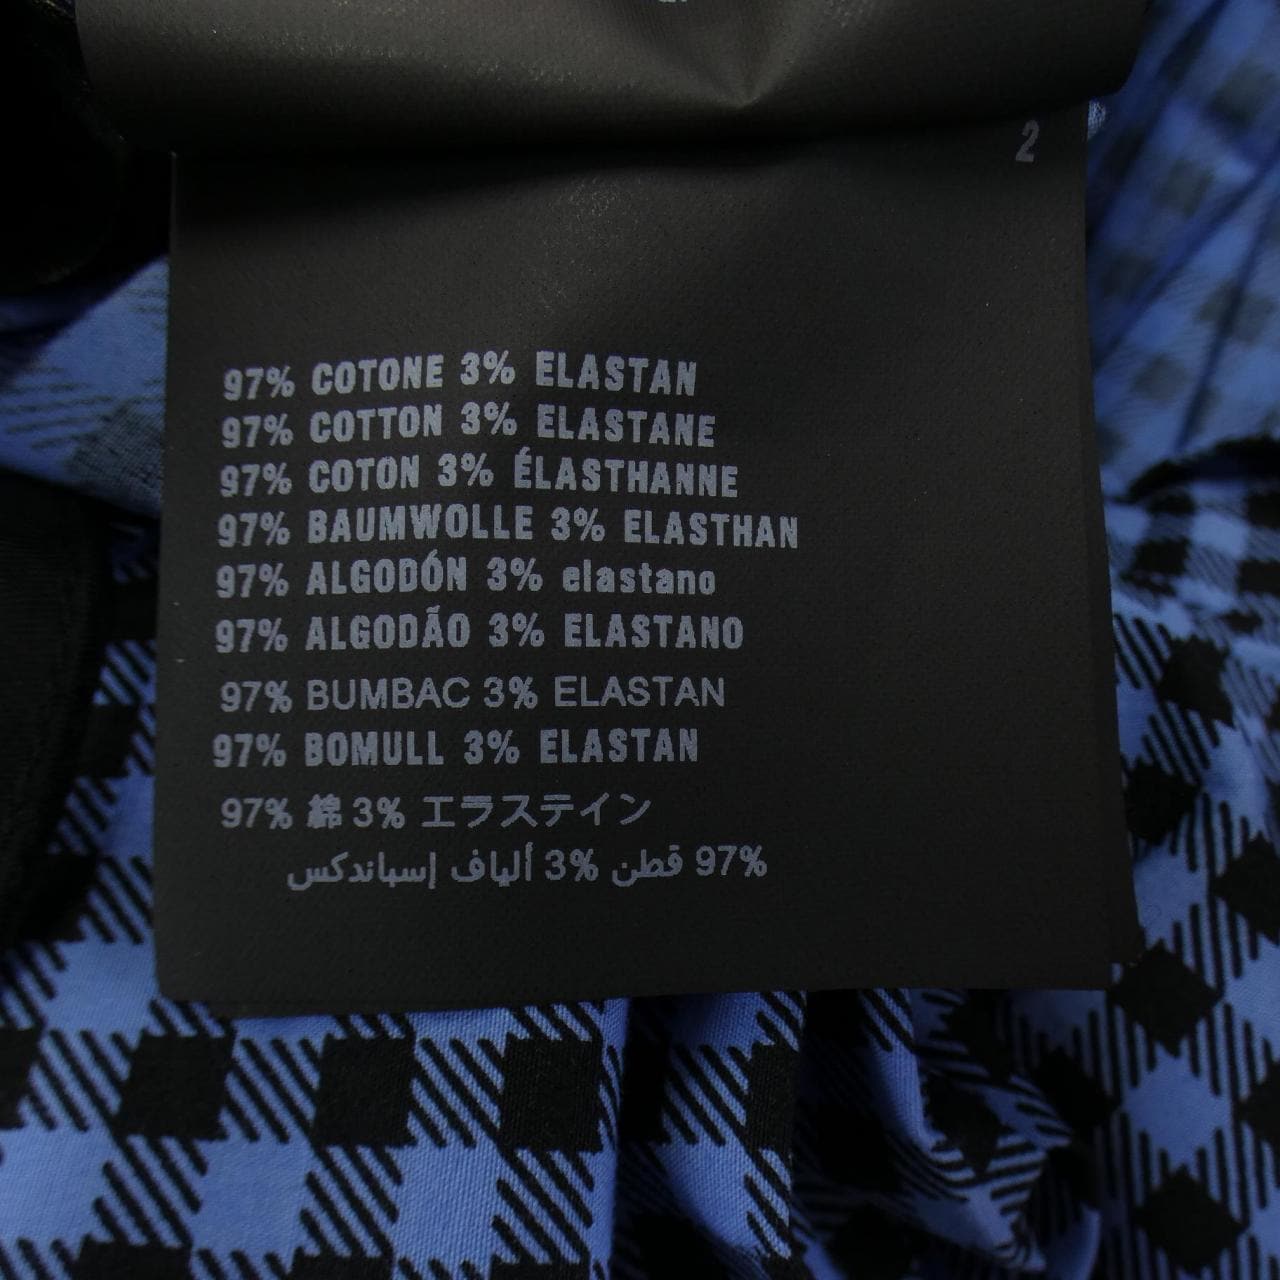 2
97% COTONE 3% ELASTAN
97% COTTON 3% ELASTANE
97% COTON 3% ÉLASTHANNE
97% BAUMWOLLE 3% ELASTHAN
97% ALGODÓN 3% elastano
97% ALGODÃO 3% ELASTANO
97% BUMBAC 3% ELASTAN
97% BOMULL 3% ELASTAN
97% 綿 3% エラステイン
97% قطن 3% ألياف إسباندكس